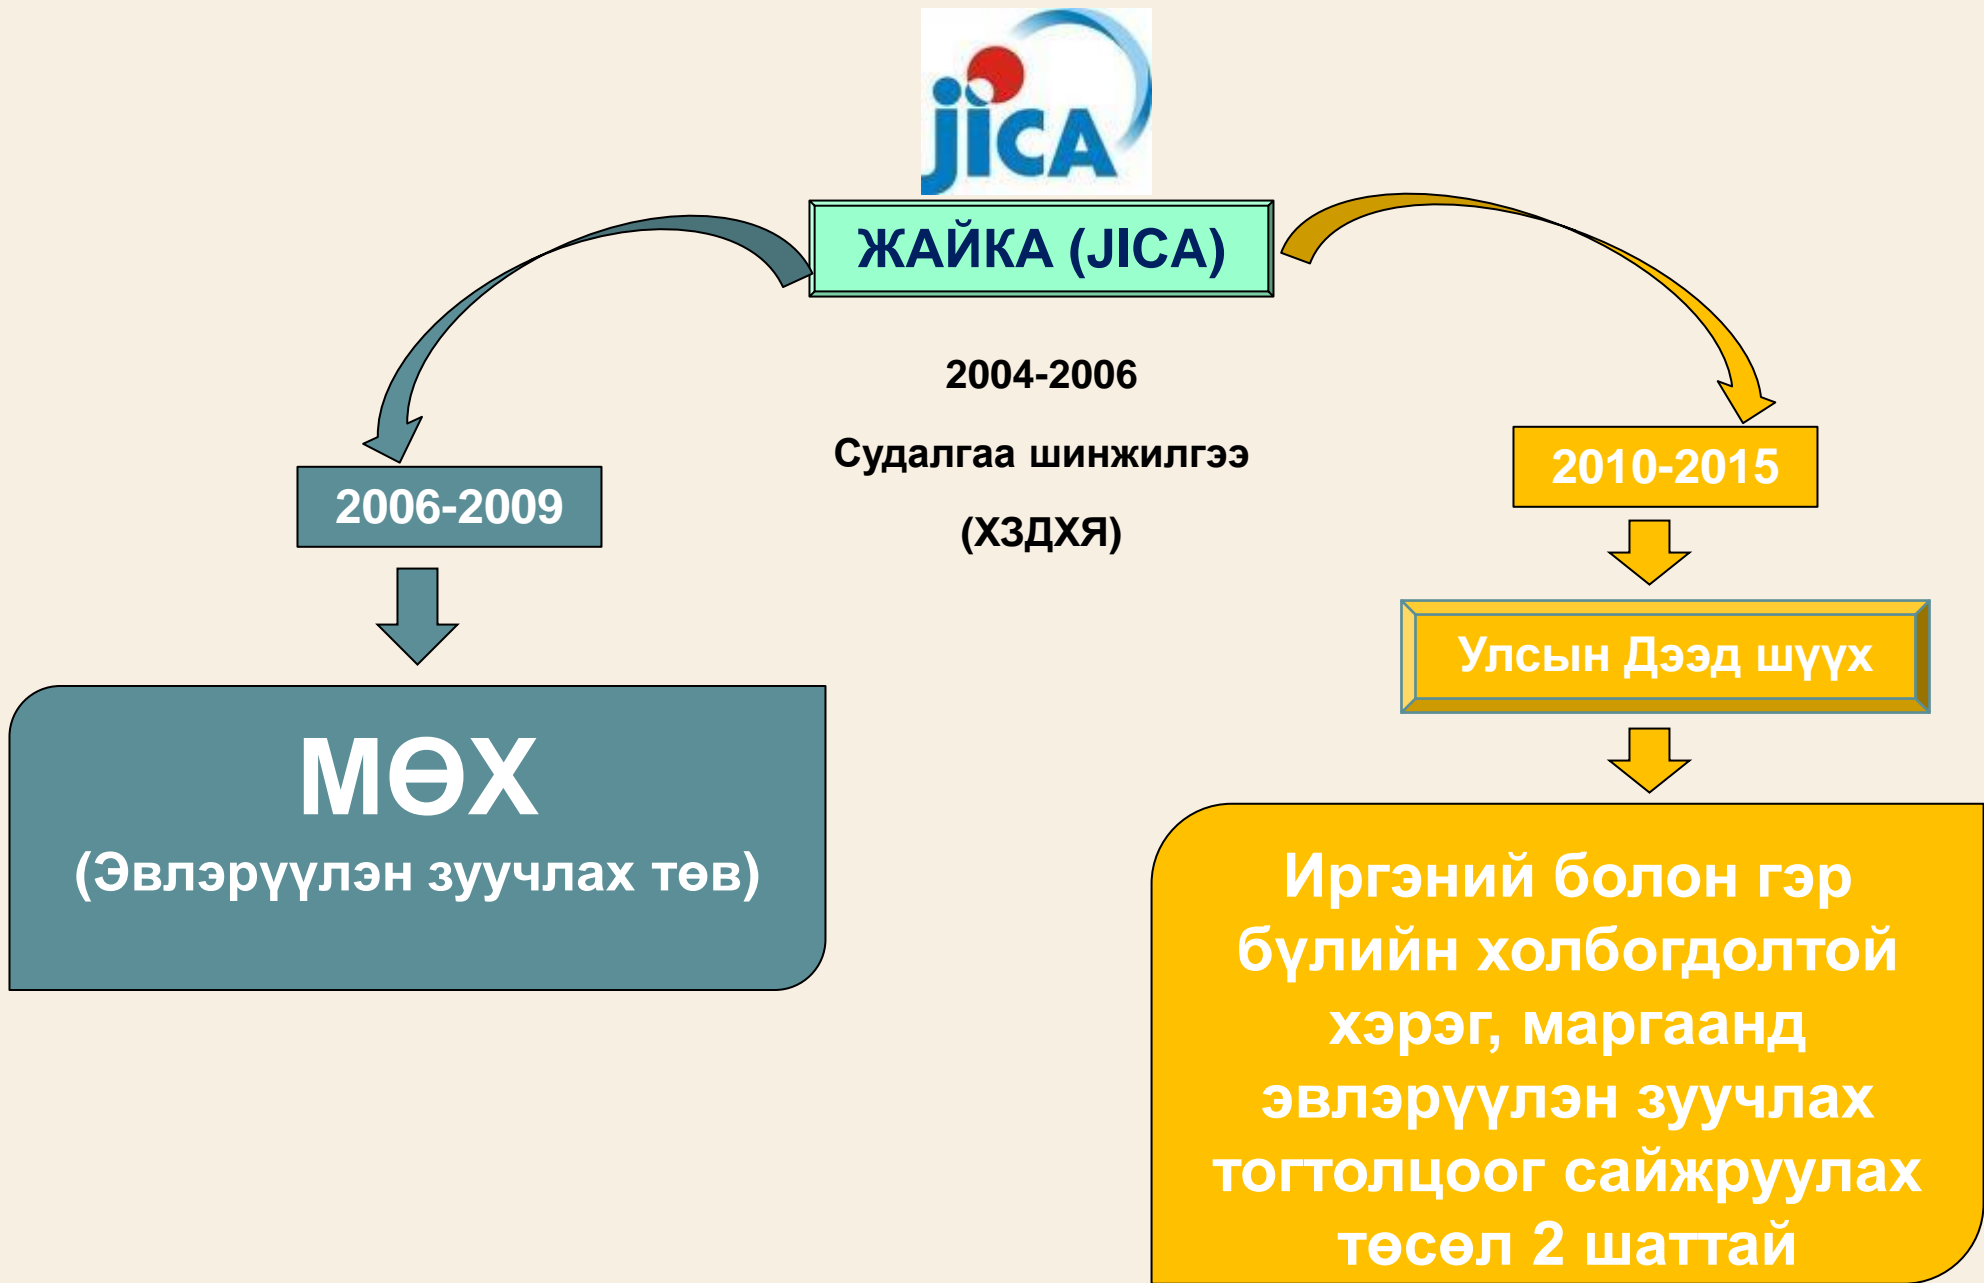 jica
ЖАЙКА (JICA)
2004-2006
Судалгаа шинжилгээ
(ХЗДХЯ)
2006-2009
МӨХ
(Эвлэрүүлэн зуучлах төв)
2010-2015
Улсын Дээд шүүх
Иргэний болон гэр
бүлийн холбогдолтой
хэрэг, маргаанд
эвлэрүүлэн зуучлах
тогтолцоог сайжруулах
төсөл 2 шаттай